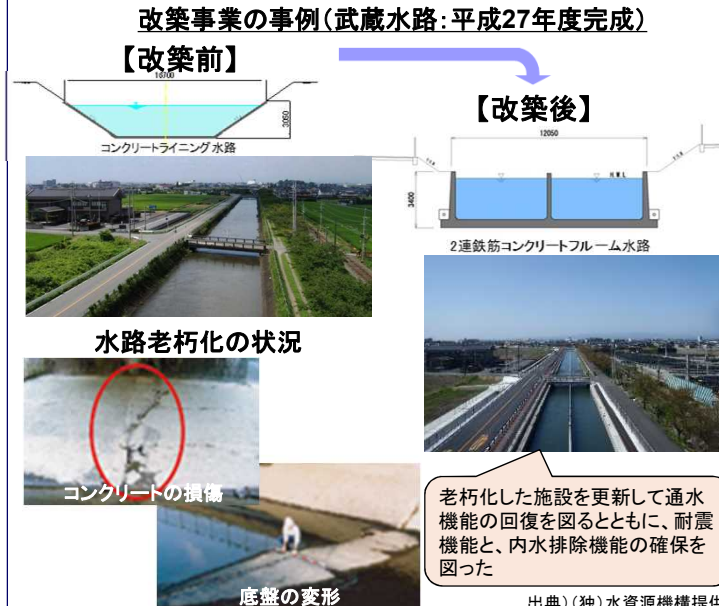 改築事業の事例(武蔵水路:平成27年度完成)
【改築前】
16700
3050
コンクリートライニング水路
【改築後】
12050
H.W.L
3400
2連鉄筋コンクリートフルーム水路
水路老朽化の状況
コンクリートの損傷
底盤の変形
老朽化した施設を更新して通水
機能の回復を図るとともに、耐震
機能と、内水排除機能の確保を
図った
出典)(独)水資源機構提供